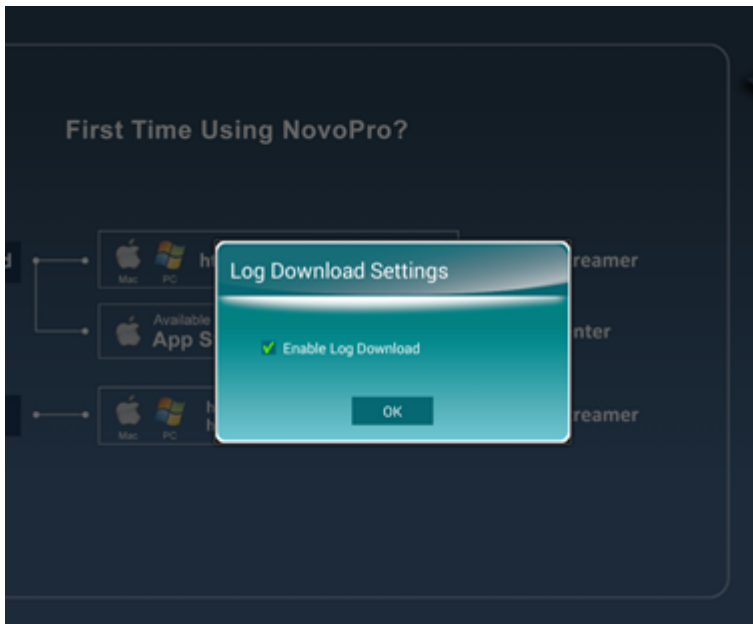 First Time Using NovoPro?
Mac PC
reamer
Log Download Settings
Available
App S
nter
Enable Log Download
OK
Mac PC
reamer